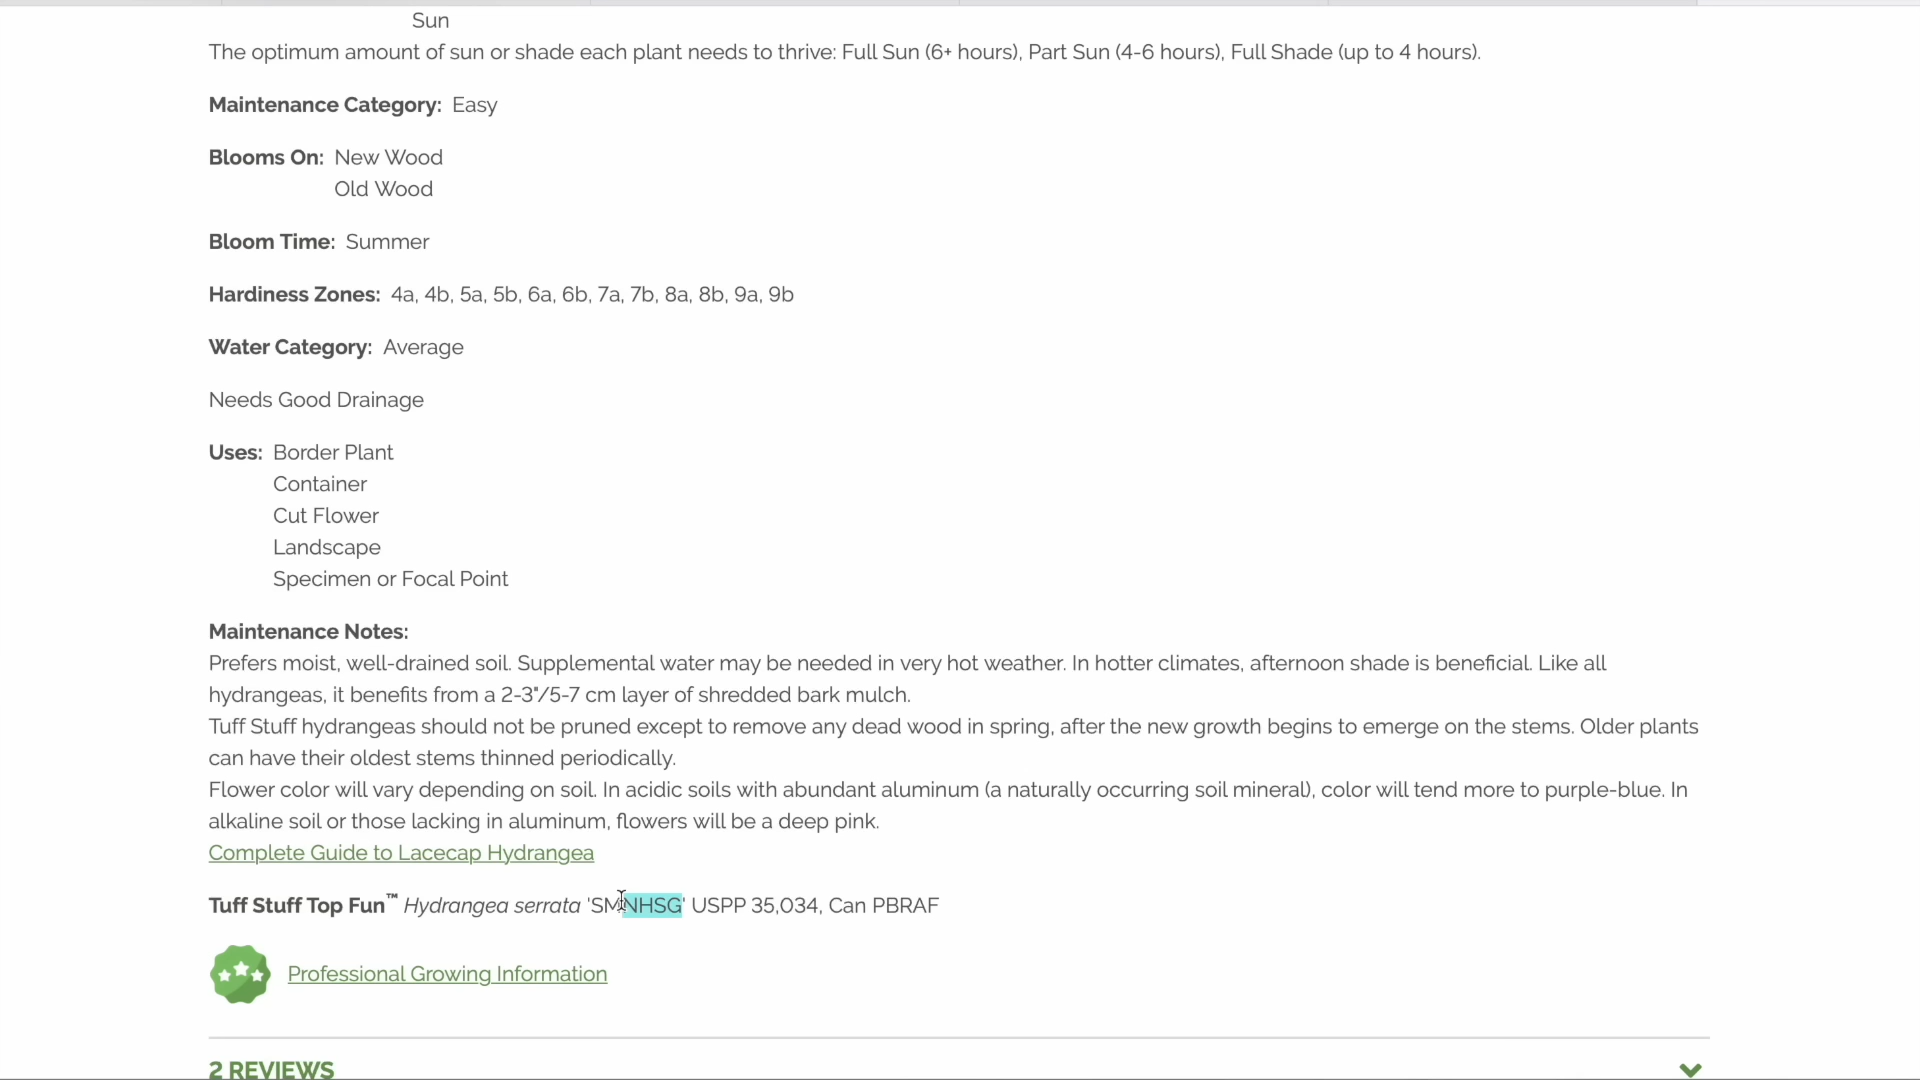 Sun
The optimum amount of sun or shade each plant needs to thrive: Full Sun (6+ hours), Part Sun (4-6 hours), Full Shade (up to 4 hours).
Maintenance Category: Easy
Blooms On: New Wood
Old Wood
Bloom Time: Summer
Hardiness Zones: 4a, 4b, 5a, 5b, 6a, 6b, 7a, 7b, 8a, 8b, 9a, 9b
Water Category: Average
Needs Good Drainage
Uses: Border Plant
Container
Cut Flower
Landscape
Specimen or Focal Point
Maintenance Notes:
Prefers moist, well-drained soil. Supplemental water may be needed in very hot weather. In hotter climates, afternoon shade is beneficial. Like all
hydrangeas, it benefits from a 2-3"/5-7 cm layer of shredded bark mulch.
Tuff Stuff hydrangeas should not be pruned except to remove any dead wood in spring, after the new growth begins to emerge on the stems. Older plants
can have their oldest stems thinned periodically.
Flower color will vary depending on soil. In acidic soils with abundant aluminum (a naturally occurring soil mineral), color will tend more to purple-blue. In
alkaline soil or those lacking in aluminum, flowers will be a deep pink.
Complete Guide to Lacecap Hydrangea
Tuff Stuff Top Fun™ Hydrangea serrata 'SMNHSG' USPP 35,034, Can PBRAF
Professional Growing Information
2 REVIEWS